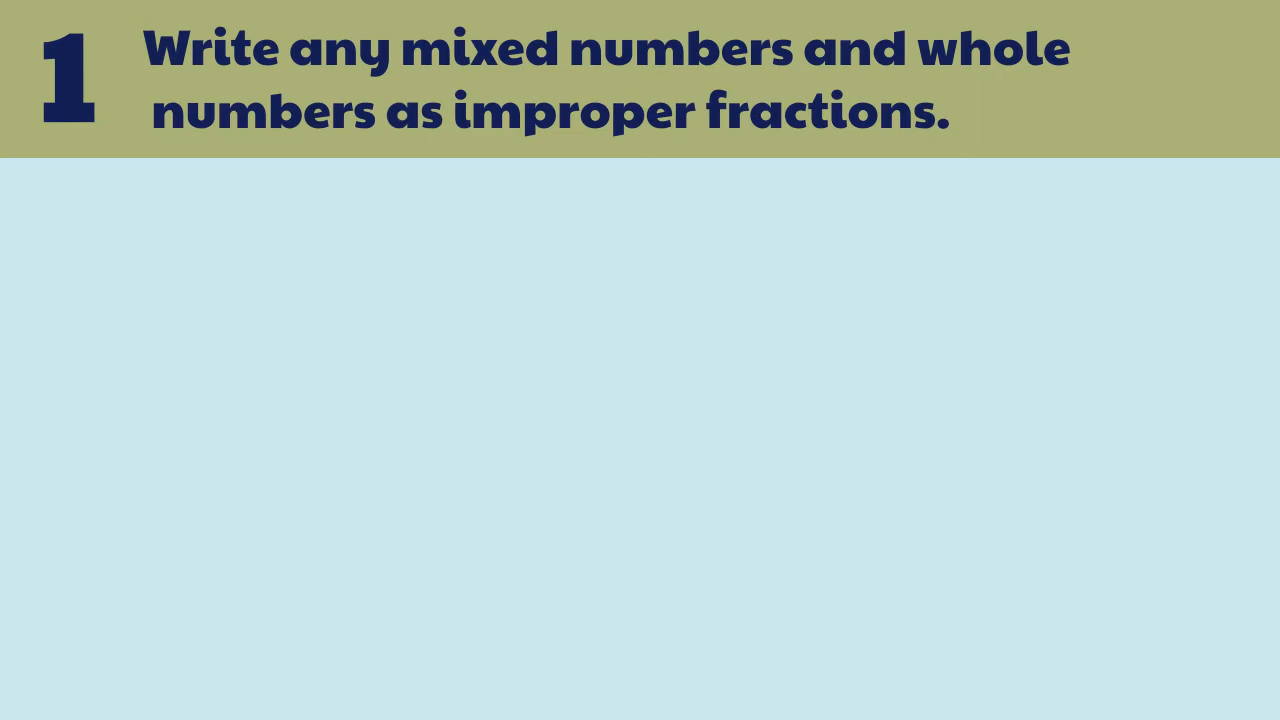 1 Write any mixed numbers and whole
numbers as improper fractions.